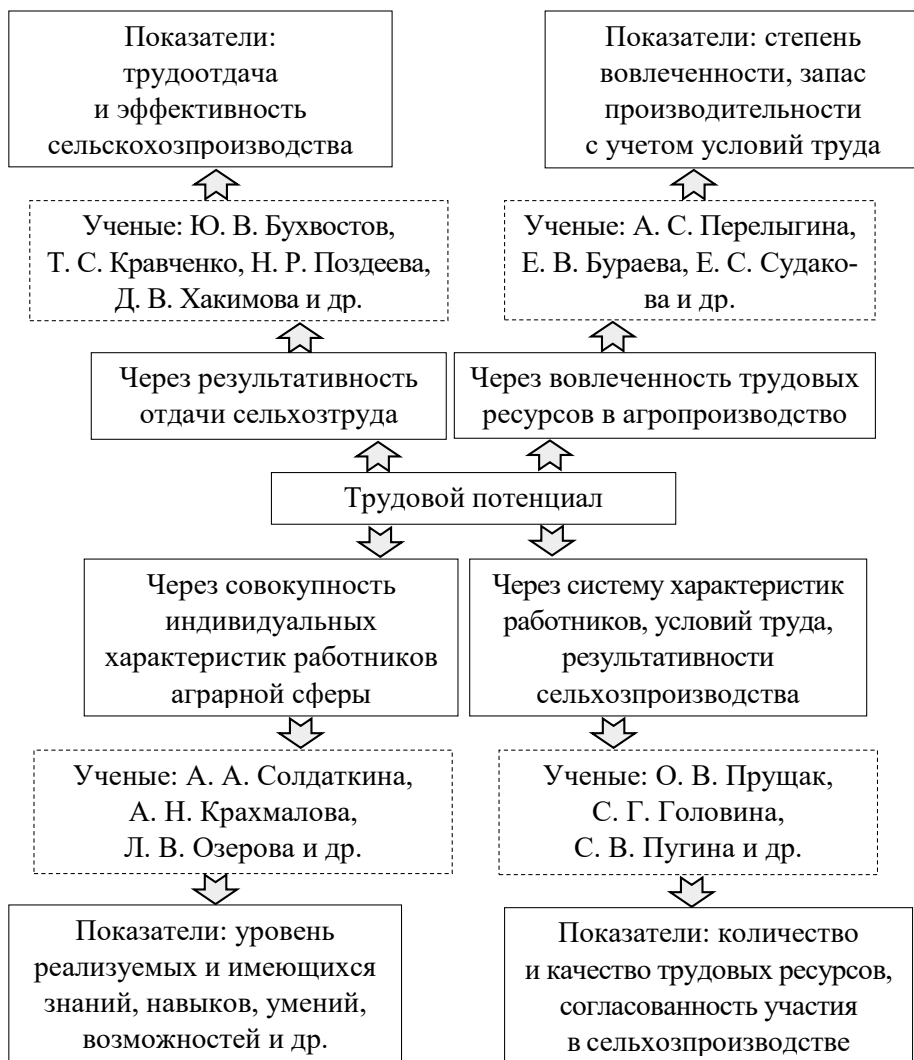 Показатели:
трудоотдача
и эффективность
сельскохозпроизводства
Показатели: степень
вовлеченности, запас
производительности
с учетом условий труда
Ученые: Ю. В. Бухвостов,
Т. С. Кравченко, Н. Р. Поздеева,
Д. В. Хакимова и др.
Ученые: А. С. Перелыгина,
Е. В. Бураева, Е. С. Судако-
ва и др.
Через результативность
отдачи сельхозтруда
Через вовлеченность трудовых
ресурсов в агропроизводство
Трудовой потенциал
Через совокупность
индивидуальных
характеристик работников
аграрной сферы
Через систему характеристик
работников, условий труда,
результативности
сельхозпроизводства
Ученые: А. А. Солдаткина,
А. Н. Крахмалова,
Л. В. Озерова и др.
Ученые: О. В. Прущак,
С. Г. Головина,
С. В. Пугина и др.
Показатели: уровень
реализуемых и имеющихся
знаний, навыков, умений,
возможностей и др.
Показатели: количество
и качество трудовых ресурсов,
согласованность участия
в сельхозпроизводстве